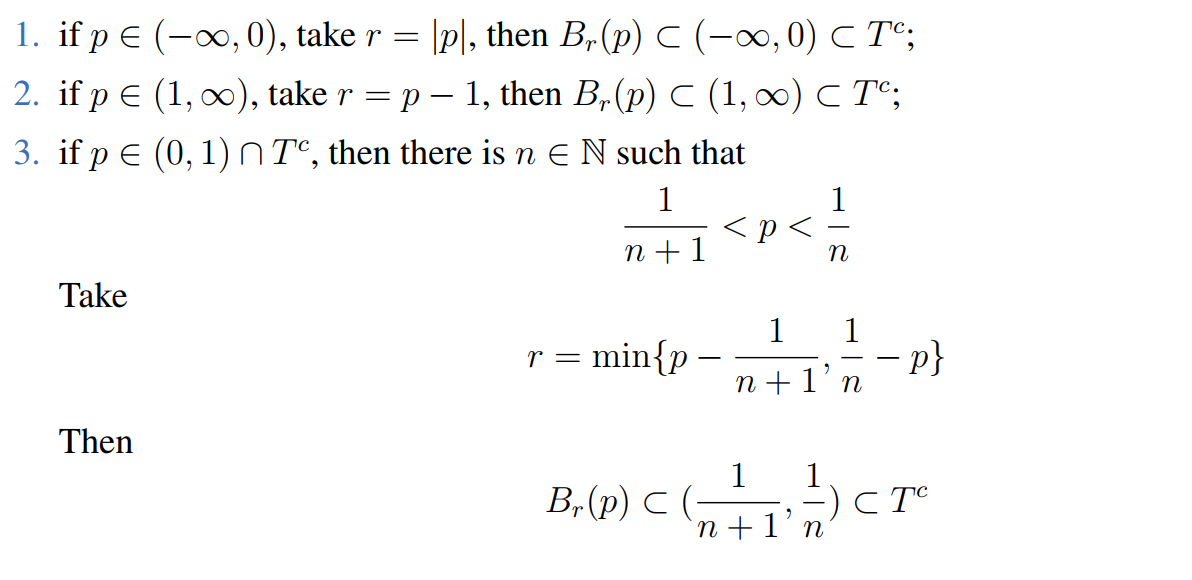 1. if p ∈ (−∞, 0), take r = |p|, then B_r(p) ⊂ (−∞, 0) ⊂ T^c;
2. if p ∈ (1, ∞), take r = p − 1, then B_r(p) ⊂ (1, ∞) ⊂ T^c;
3. if p ∈ (0, 1) ∩ T^c, then there is n ∈ ℕ such that
1/(n + 1) < p < 1/n
Take
r = min{p − 1/(n + 1), 1/n − p}
Then
B_r(p) ⊂ (1/(n + 1), 1/n) ⊂ T^c